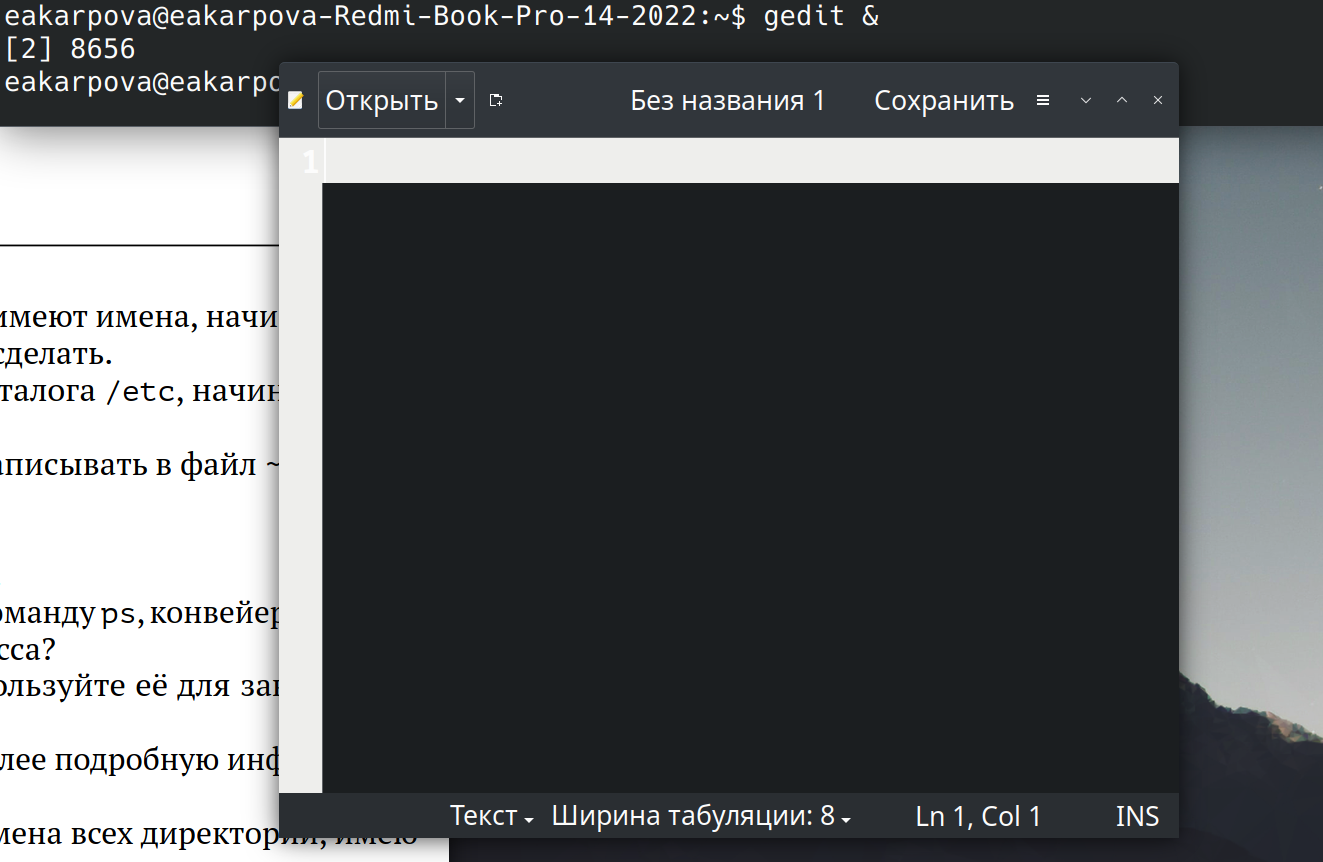 eakarpova@eakarpova-Redmi-Book-Pro-14-2022:~$ gedit &
[2] 8656
eakarpova@eakarpo
Открыть Без названия 1 Сохранить
1
имеют имена, начи
сделать.
талога /etc, начин
аписывать в файл ~
оманду ps, конвейер
сса?
ользуйте её для зав
лее подробную инф
мена всех директорий, имею
Текст Ширина табуляции: 8 Ln 1, Col 1 INS